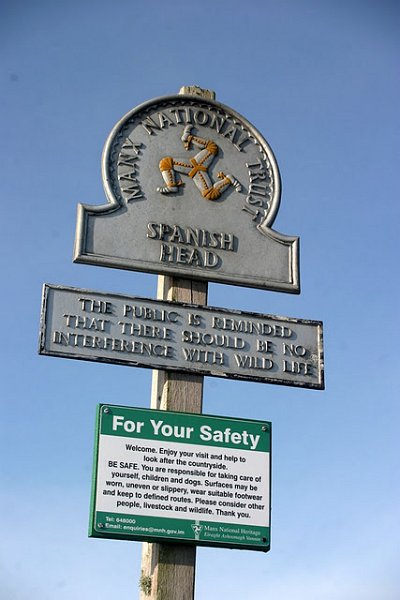 MANX NATIONAL TRUST
SPANISH
HEAD
THE PUBLIC IS REMINDED
THAT THERE SHOULD BE NO
INTERFERENCE WITH WILD LIFE
For Your Safety
Welcome. Enjoy your visit and help to
look after the countryside.
BE SAFE. You are responsible for taking care of
yourself, children and dogs. Surfaces may be
worn, uneven or slippery, wear suitable footwear
and keep to defined routes. Please consider other
people, livestock and wildlife. Thank you.
Tel: 648000
Email: enquiries@mnh.gov.im
Manx National Heritage
Eiraght Ashoonagh Vannin